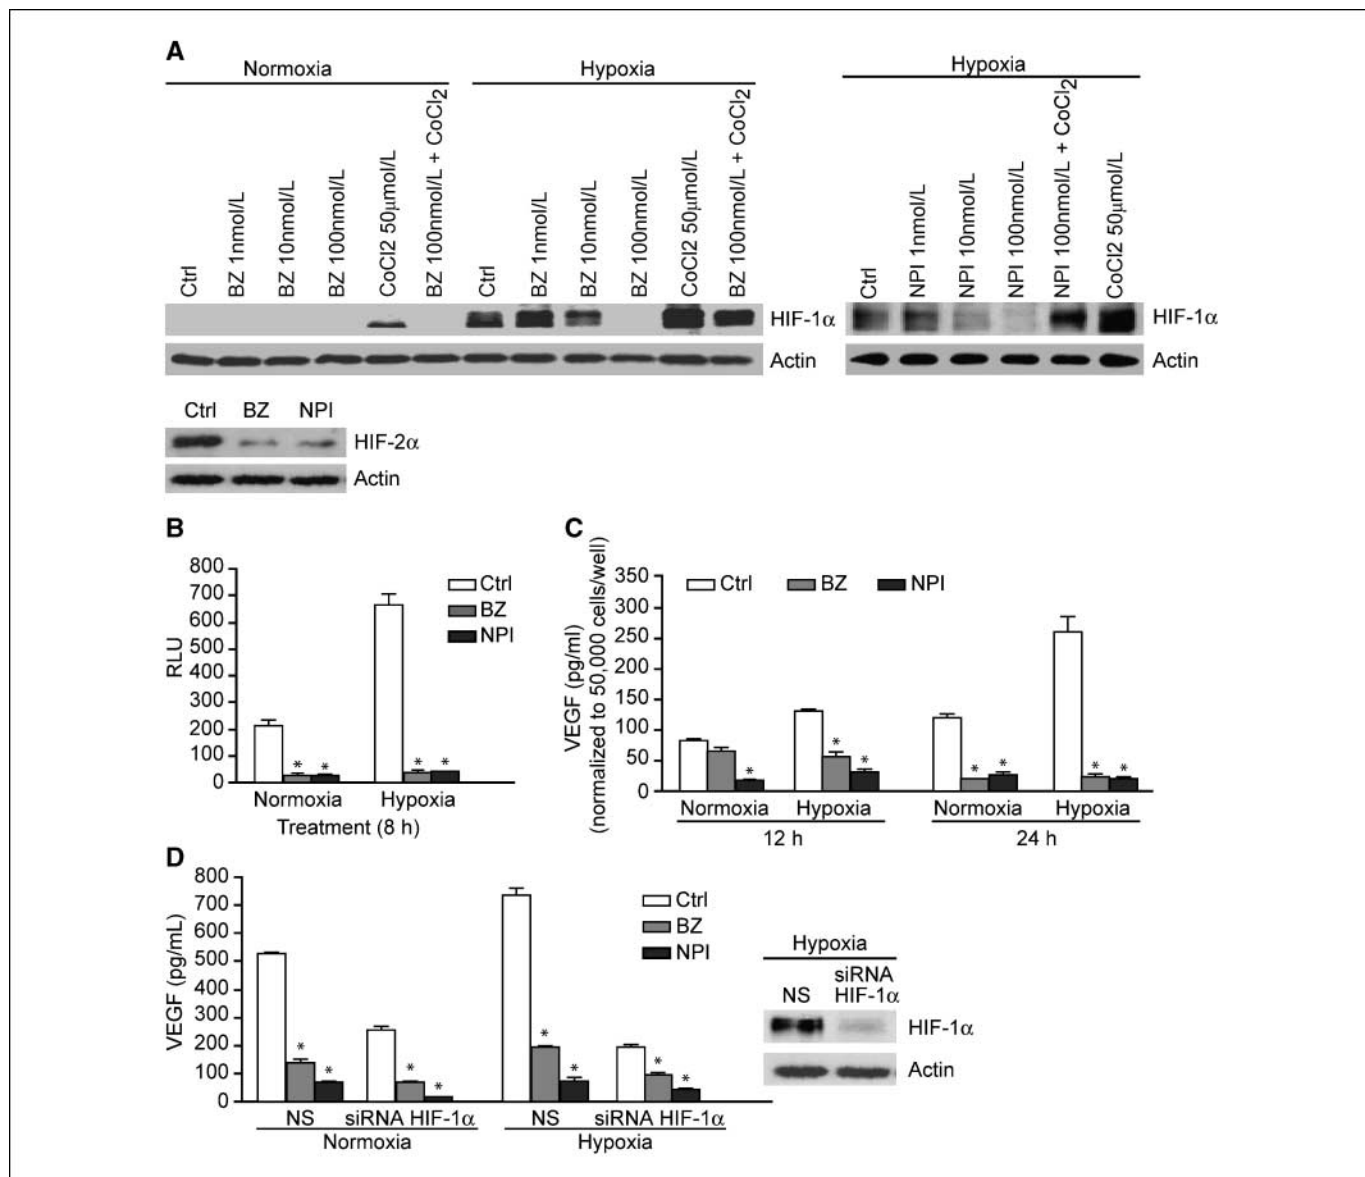 A
Normoxia
Hypoxia
Hypoxia
Ctrl
BZ 1nmol/L
BZ 10nmol/L
BZ 100nmol/L
CoCl2 50μmol/L
BZ 100nmol/L + CoCl2
Ctrl
BZ 1nmol/L
BZ 10nmol/L
BZ 100nmol/L
CoCl2 50μmol/L
BZ 100nmol/L + CoCl2
Ctrl
NPI 1nmol/L
NPI 10nmol/L
NPI 100nmol/L
NPI 100nmol/L + CoCl2
CoCl2 50μmol/L
HIF-1α
HIF-1α
Actin
Actin
Ctrl BZ NPI
HIF-2α
Actin
B
800
700
600
500
400
300
200
100
0
RLU
Ctrl
BZ
NPI
* *
* *
Normoxia Hypoxia
Treatment (8 h)
C
VEGF (pg/ml)
(normalized to 50,000 cells/well)
350
300
250
200
150
100
50
0
Ctrl BZ NPI
*
* *
* *
* *
Normoxia Hypoxia Normoxia Hypoxia
12 h 24 h
D
800
700
600
500
400
300
200
100
0
VEGF (pg/mL)
Ctrl
BZ
NPI
* *
* *
* *
* *
NS siRNA HIF-1α NS siRNA HIF-1α
Normoxia Hypoxia
Hypoxia
siRNA
NS HIF-1α
HIF-1α
Actin